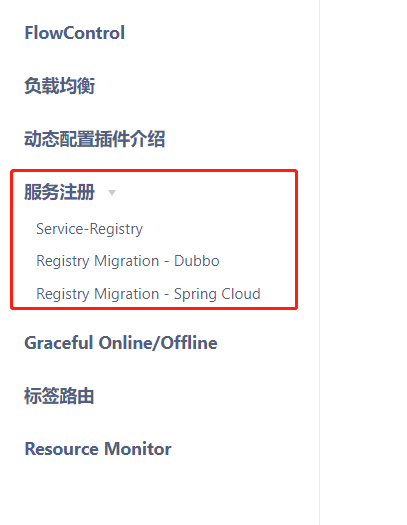 FlowControl
负载均衡
动态配置插件介绍
服务注册
Service-Registry
Registry Migration - Dubbo
Registry Migration - Spring Cloud
Graceful Online/Offline
标签路由
Resource Monitor